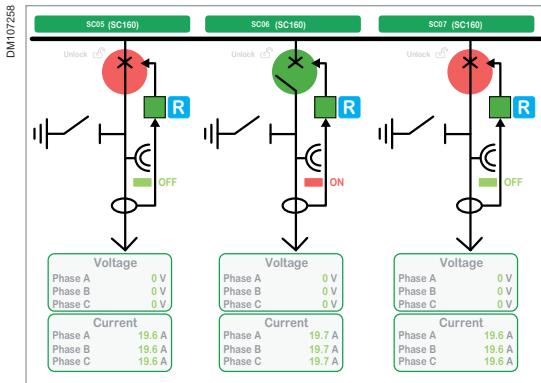 DM107258
SC05 (SC160)
SC06 (SC160)
SC07 (SC160)
Unlock
Unlock
Unlock
R
R
R
OFF
ON
OFF
Voltage
Phase A 0 V
Phase B 0 V
Phase C 0 V
Current
Phase A 19.6 A
Phase B 19.6 A
Phase C 19.6 A
Voltage
Phase A 0 V
Phase B 0 V
Phase C 0 V
Current
Phase A 19.7 A
Phase B 19.7 A
Phase C 19.7 A
Voltage
Phase A 0 V
Phase B 0 V
Phase C 0 V
Current
Phase A 19.6 A
Phase B 19.6 A
Phase C 19.6 A